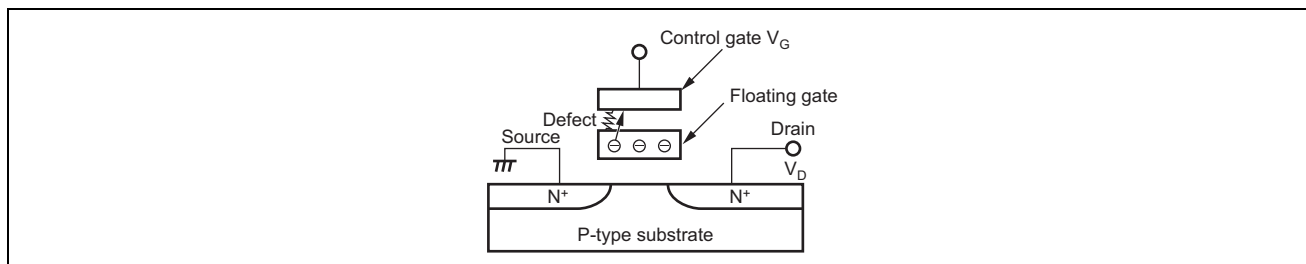 Control gate V_G
Floating gate
Defect
Source
Drain
⊖ ⊖ ⊖
V_D
N⁺ N⁺
P-type substrate